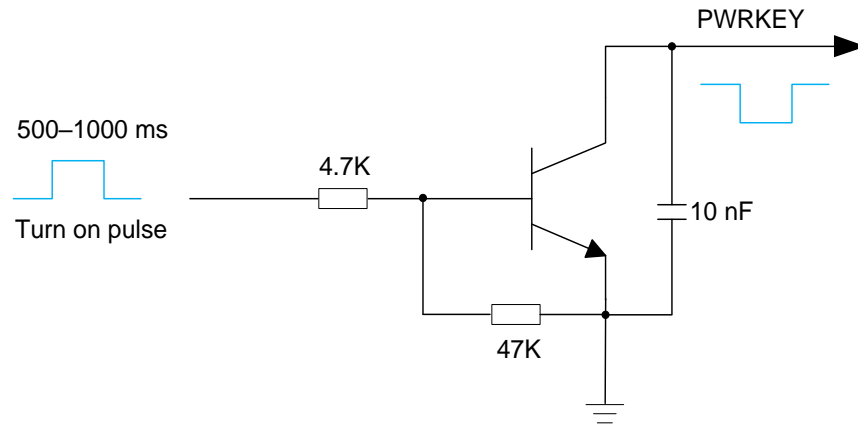 PWRKEY
500–1000 ms
Turn on pulse
4.7K
10 nF
47K